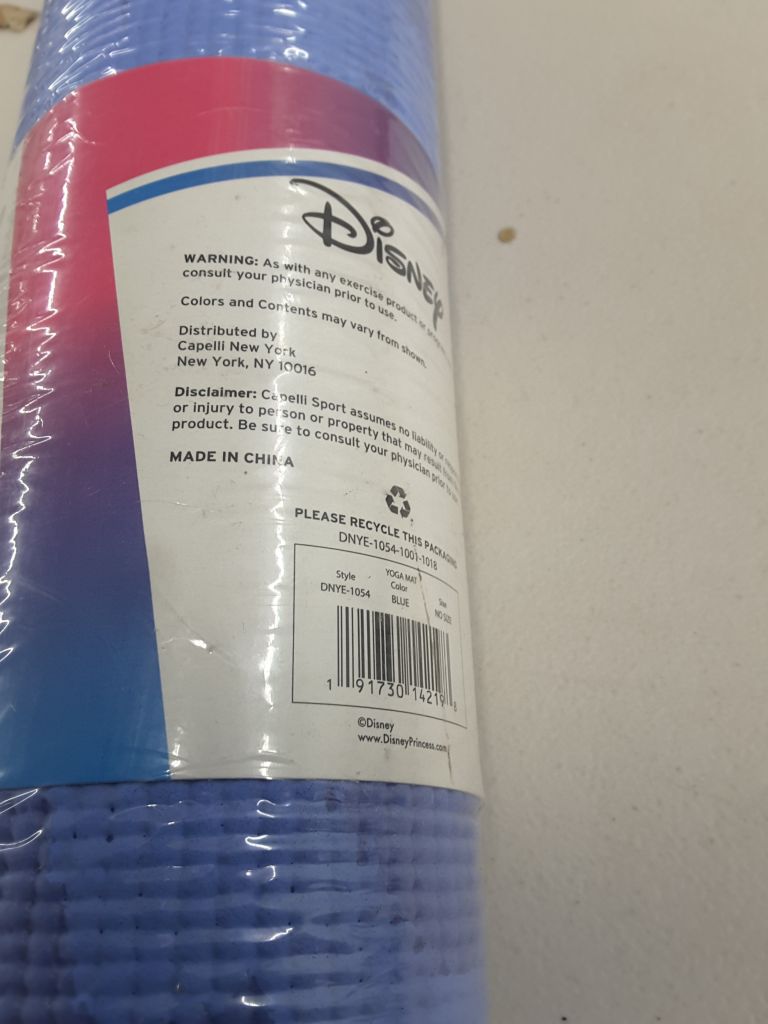 Disney
WARNING: As with any exercise product or
consult your physician prior to use.
Colors and Contents may vary from shown.
Distributed by
Capelli New York
New York, NY 10016
Disclaimer: Capelli Sport assumes no liability or
or injury to person or property that may result from
product. Be sure to consult your physician prior to
MADE IN CHINA
PLEASE RECYCLE THIS PACKAGING
DNYE-1054-1001-1018
Style YOGA MAT
Color Size
DNYE-1054 BLUE NO SIZE
1 91730 14219 8
©Disney
www.DisneyPrincess.com